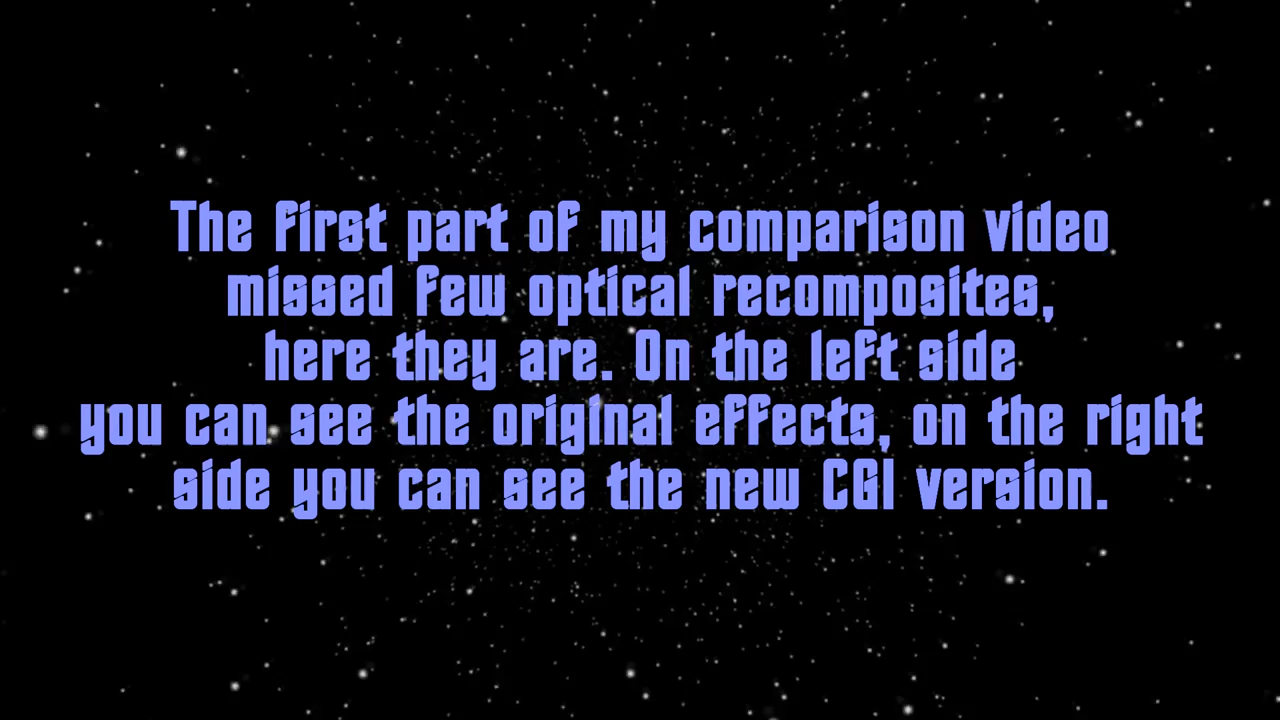 The first part of my comparison video
missed few optical recomposites,
here they are. On the left side
you can see the original effects, on the right
side you can see the new CGI version.